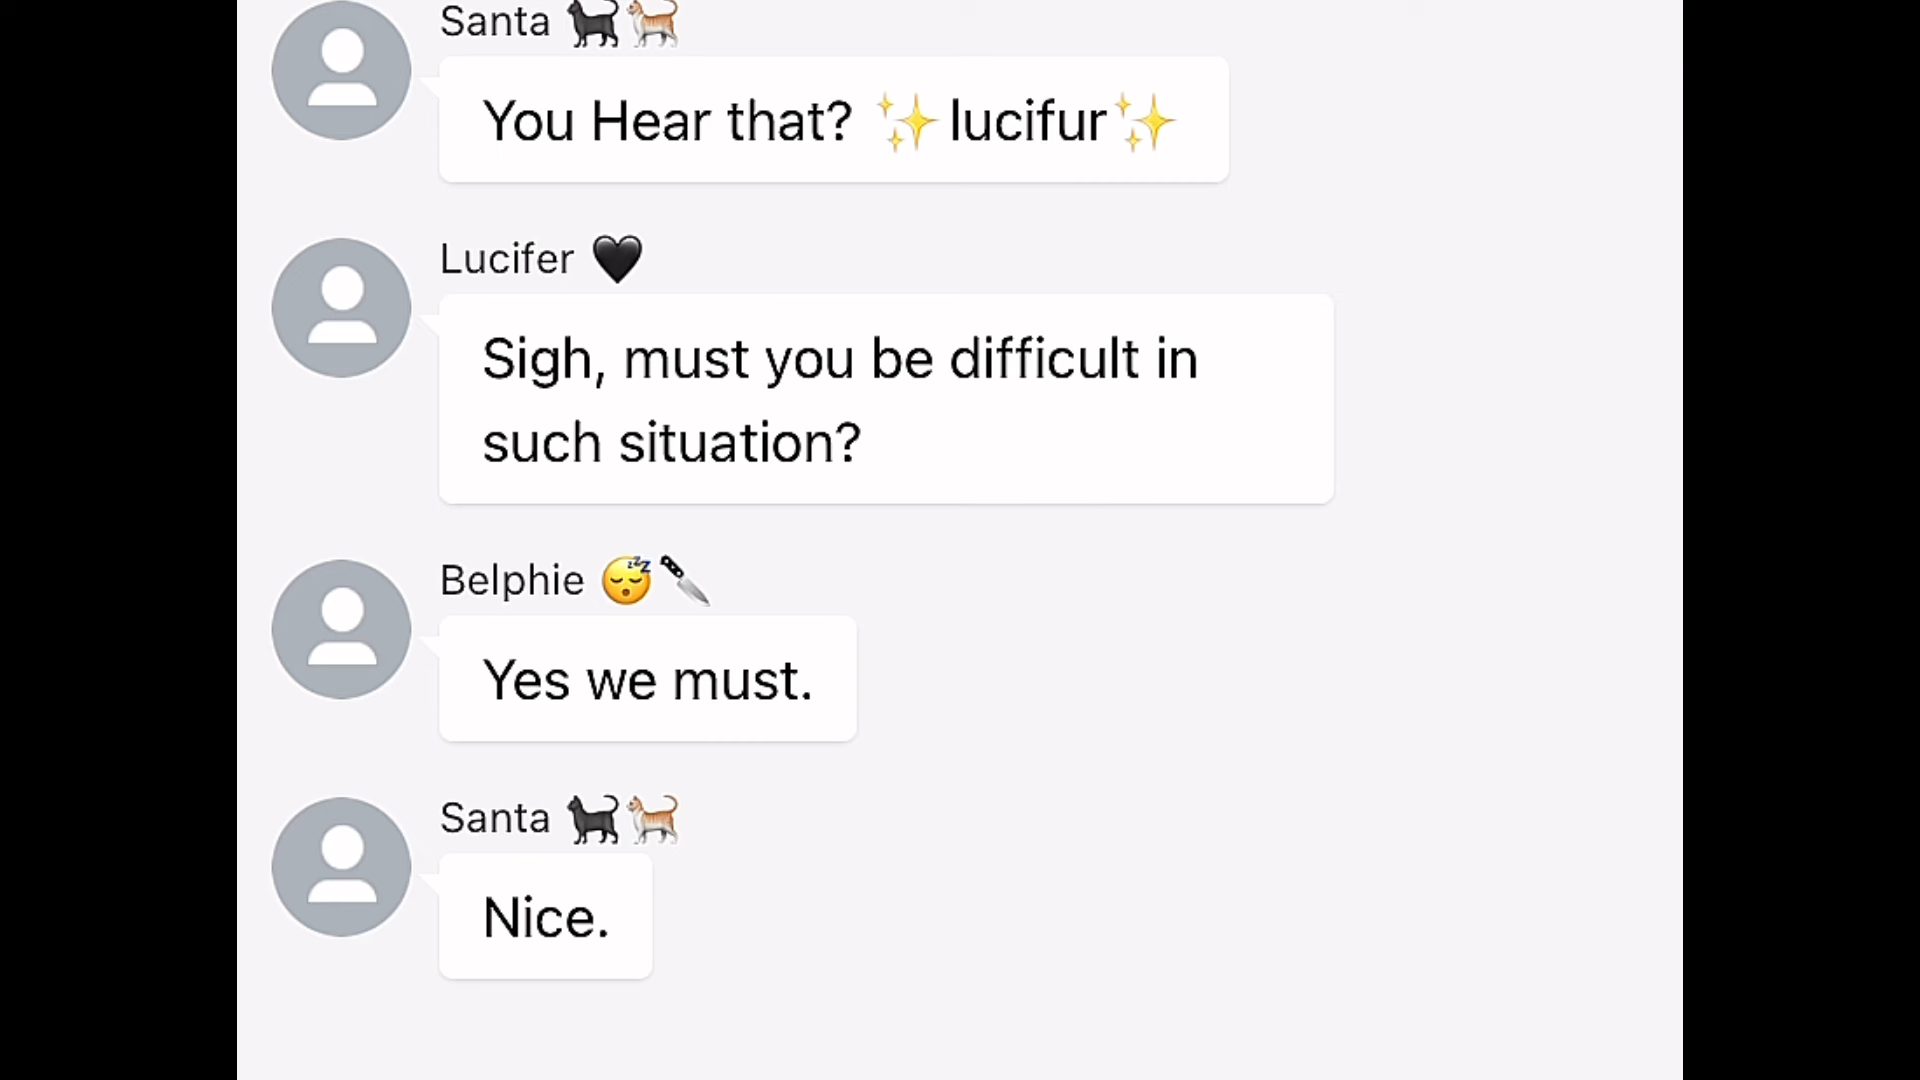 Santa 🐈‍⬛🐈
You Hear that? ✨lucifur✨
Lucifer 🖤
Sigh, must you be difficult in
such situation?
Belphie 😴🔪
Yes we must.
Santa 🐈‍⬛🐈
Nice.